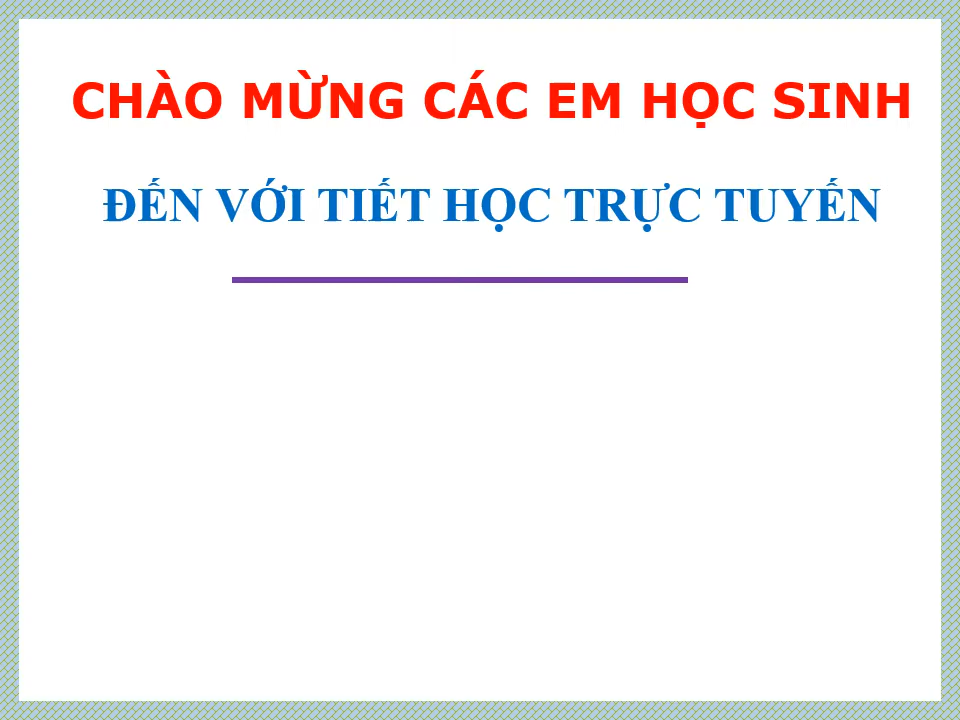 CHÀO MỪNG CÁC EM HỌC SINH
ĐẾN VỚI TIẾT HỌC TRỰC TUYẾN